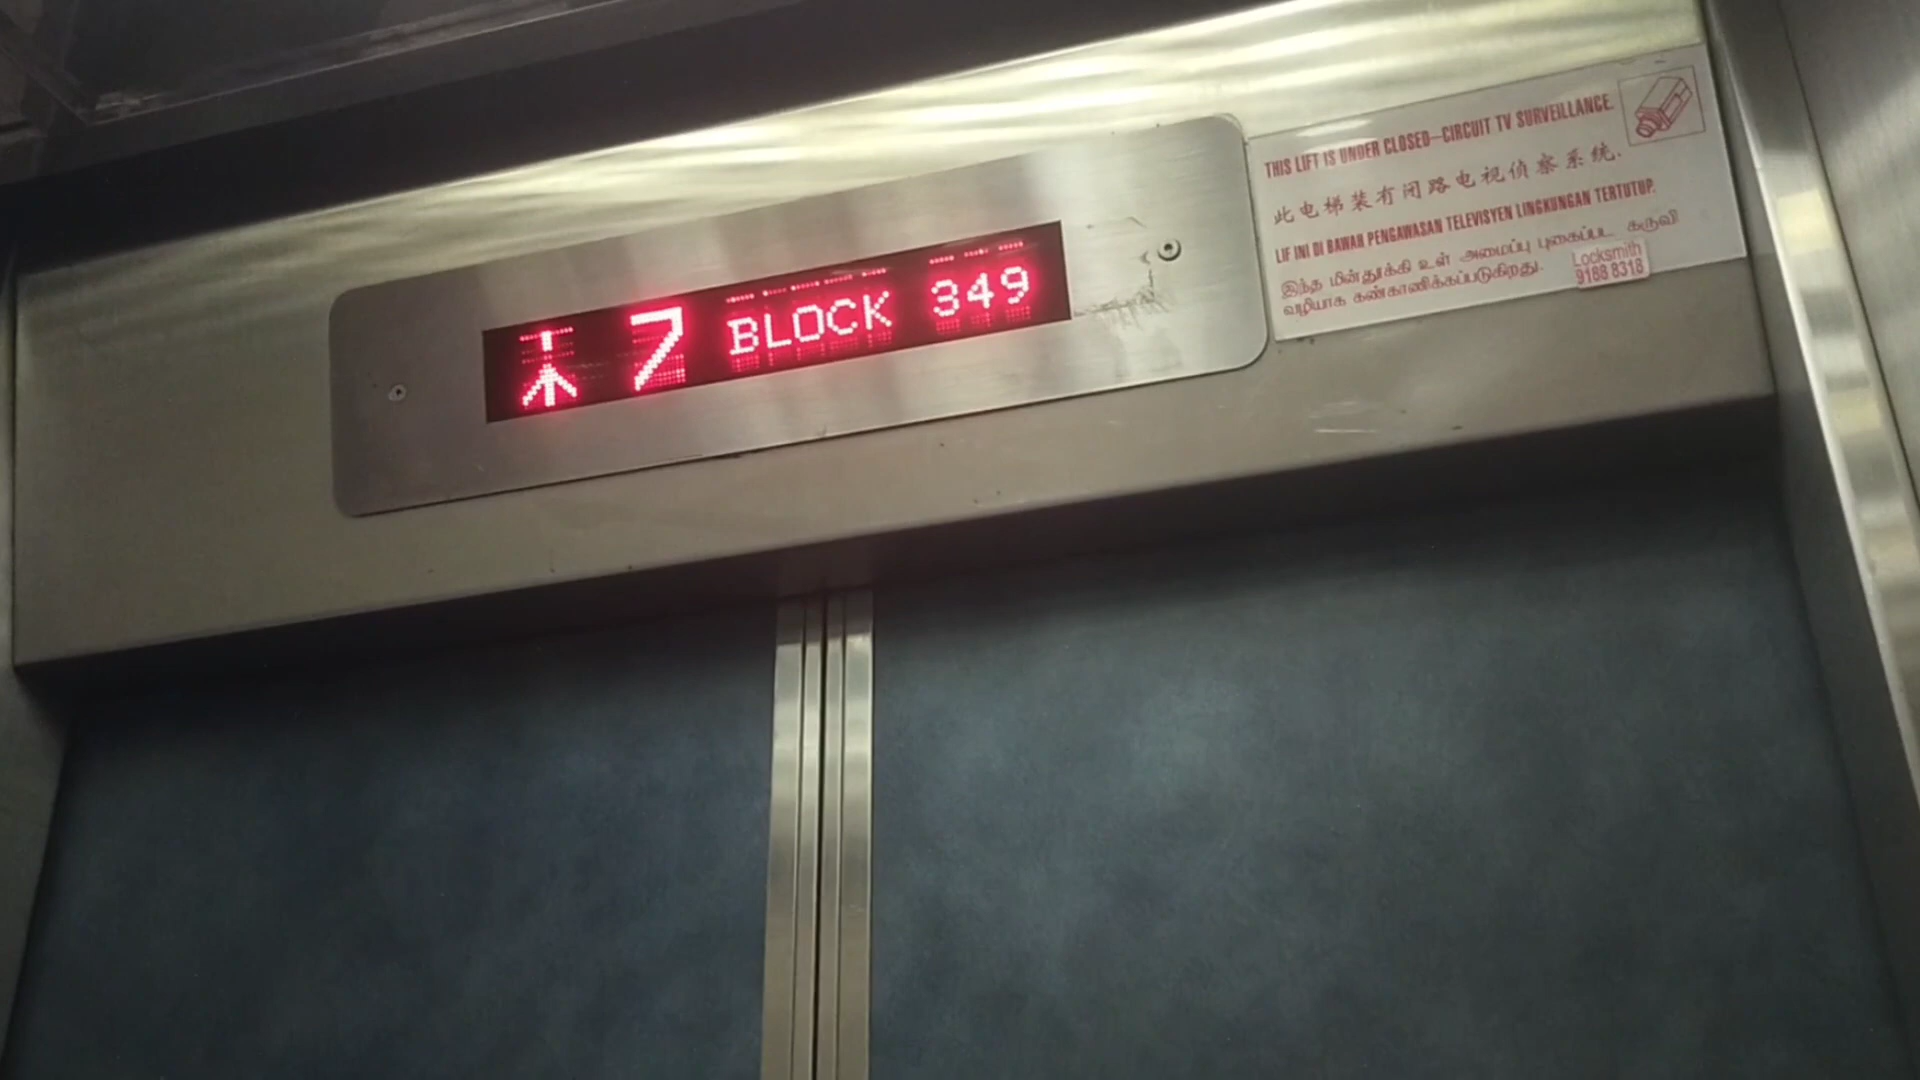 7 BLOCK 349
THIS LIFT IS UNDER CLOSED-CIRCUIT TV SURVEILLANCE.
此电梯装有闭路电视侦察系统.
LIF INI DI BAWAH PENGAWASAN TELEVISYEN LINGKUNGAN TERTUTUP.
இந்த மின்தூக்கி உள் அமைப்பு புகைப்பட கருவி
வழியாக கண்காணிக்கப்படுகிறது.
Locksmith
9188 8318